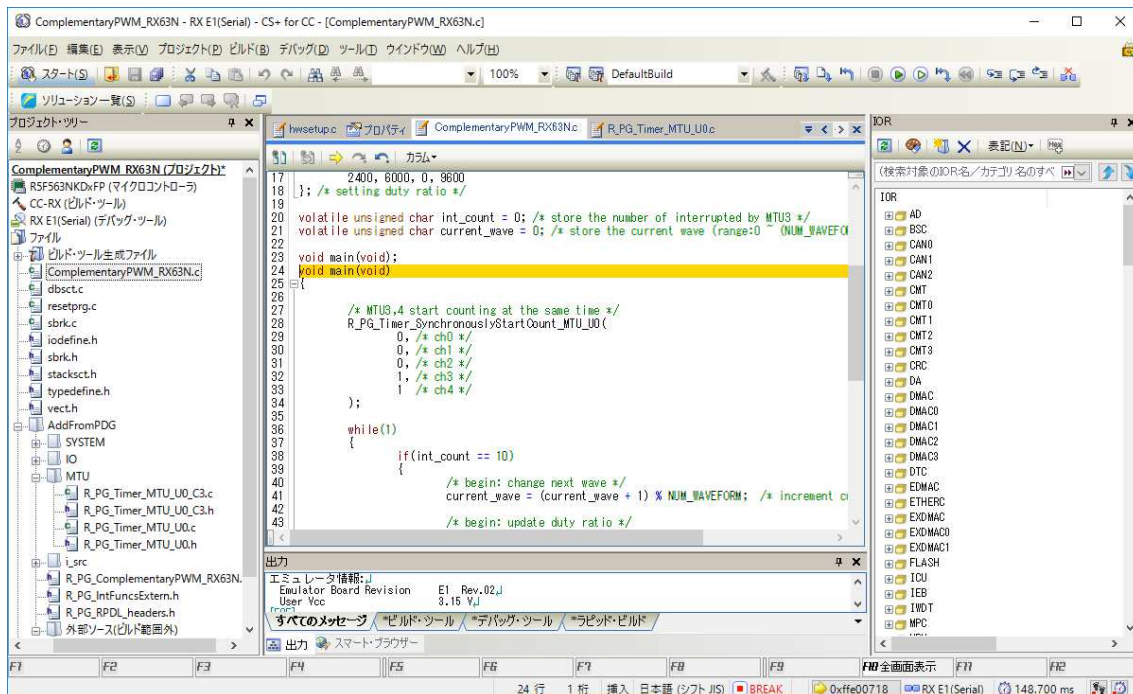 ComplementaryPWM_RX63N - RX E1(Serial) - CS+ for CC - [ComplementaryPWM_RX63N.c]
ファイル(F) 編集(E) 表示(V) プロジェクト(P) ビルド(B) デバッグ(D) ツール(T) ウインドウ(W) ヘルプ(H)
スタート(S) 100% DefaultBuild
ソリューション一覧(S)
プロジェクト・ツリー
ComplementaryPWM_RX63N (プロジェクト)*
R5F563NKDxFP (マイクロコントローラ)
CC-RX (ビルド・ツール)
RX E1(Serial) (デバッグ・ツール)
ファイル
ビルド・ツール生成ファイル
ComplementaryPWM_RX63N.c
dbsct.c
resetprg.c
sbrk.c
iodefine.h
sbrk.h
stacksct.h
typedefine.h
vect.h
AddFromPDG
SYSTEM
IO
MTU
R_PG_Timer_MTU_U0_C3.c
R_PG_Timer_MTU_U0_C3.h
R_PG_Timer_MTU_U0.c
R_PG_Timer_MTU_U0.h
i_src
R_PG_ComplementaryPWM_RX63N.
R_PG_IntFuncsExtern.h
R_PG_RPDL_headers.h
外部ソース(ビルド範囲外)
hwsetup.c プロパティ ComplementaryPWM_RX63N.c R_PG_Timer_MTU_U0.c
カラム
17 2400, 6000, 0, 9600
18 }; /* setting duty ratio */
19
20 volatile unsigned char int_count = 0; /* store the number of interrupted by MTU3 */
21 volatile unsigned char current_wave = 0; /* store the current wave (range:0 ~ (NUM_WAVEFO
22
23 void main(void);
24 void main(void)
25 {
26
27 /* MTU3,4 start counting at the same time */
28 R_PG_Timer_SynchronouslyStartCount_MTU_U0(
29 0, /* ch0 */
30 0, /* ch1 */
31 0, /* ch2 */
32 1, /* ch3 */
33 1 /* ch4 */
34 );
35
36 while(1)
37 {
38 if(int_count == 10)
39 {
40 /* begin: change next wave */
41 current_wave = (current_wave + 1) % NUM_WAVEFORM; /* increment cu
42
43 /* begin: update duty ratio */
出力
エミュレータ情報:
Emulator Board Revision E1 Rev.02
User Vcc 3.15 V
[EOF]
すべてのメッセージ *ビルド・ツール *デバッグ・ツール *ラピッド・ビルド
出力 スマート・ブラウザー
IOR
表記(N)
(検索対象のIOR名/カテゴリ名のすべ
IOR
AD
BSC
CAN0
CAN1
CAN2
CMT
CMT0
CMT1
CMT2
CMT3
CRC
DA
DMAC
DMAC0
DMAC1
DMAC2
DMAC3
DTC
EDMAC
ETHERC
EXDMAC
EXDMAC0
EXDMAC1
FLASH
ICU
IEB
IWDT
MPC
F1 F2 F3 F4 F5 F6 F7 F8 F9 F10 全画面表示 F11 F12
24 行 1 桁 挿入 日本語 (シフト JIS) BREAK 0xffe00718 RX E1(Serial) 148.700 ms